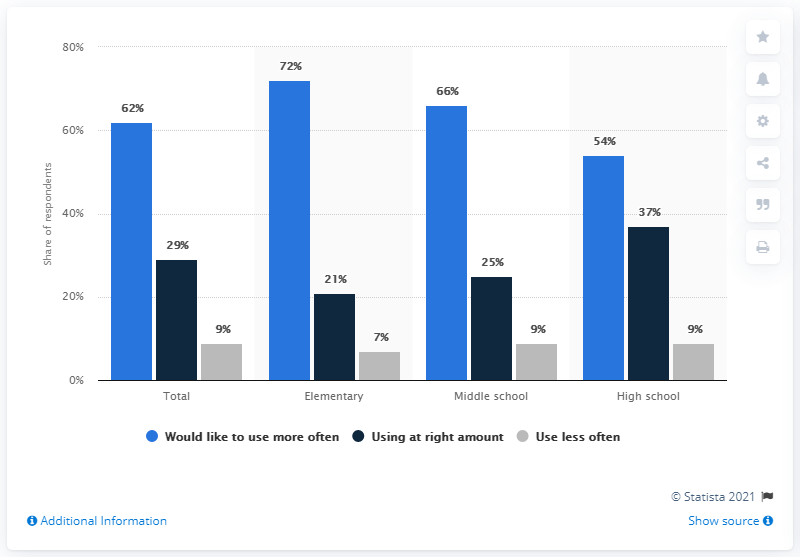 80%
60%
40%
20%
0%
Share of respondents
62%
29%
9%
72%
21%
7%
66%
25%
9%
54%
37%
9%
Total
Elementary
Middle school
High school
Would like to use more often
Using at right amount
Use less often
© Statista 2021
Additional Information
Show source